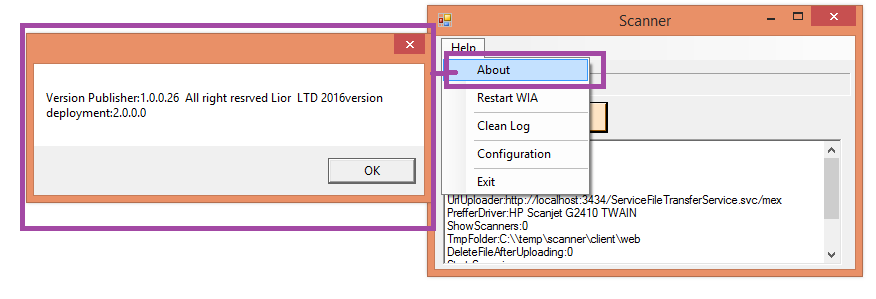 Scanner
Help
About
Restart WIA
Clean Log
Configuration
Exit
Version Publisher:1.0.0.26 All right resrved Lior LTD 2016version
deployment:2.0.0.0
OK
UrlUploader:http://localhost:3434/ServiceFileTransferService.svc/mex
PrefferDriver:HP Scanjet G2410 TWAIN
ShowScanners:0
TmpFolder:C:\\temp\scanner\client\web
DeleteFileAfterUploading:0